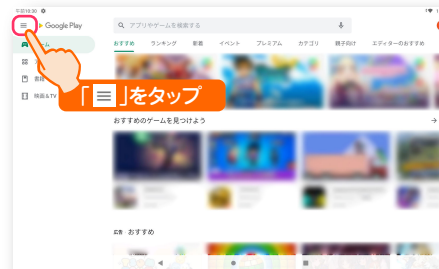 午前10:30
Google Play
アプリやゲームを検索する
ーム
おすすめ ランキング 新着 イベント プレミアム カテゴリ 親子向け エディターのおすすめ
書籍
映画&TV
「≡」をタップ
おすすめのゲームを見つけよう
広告 おすすめ